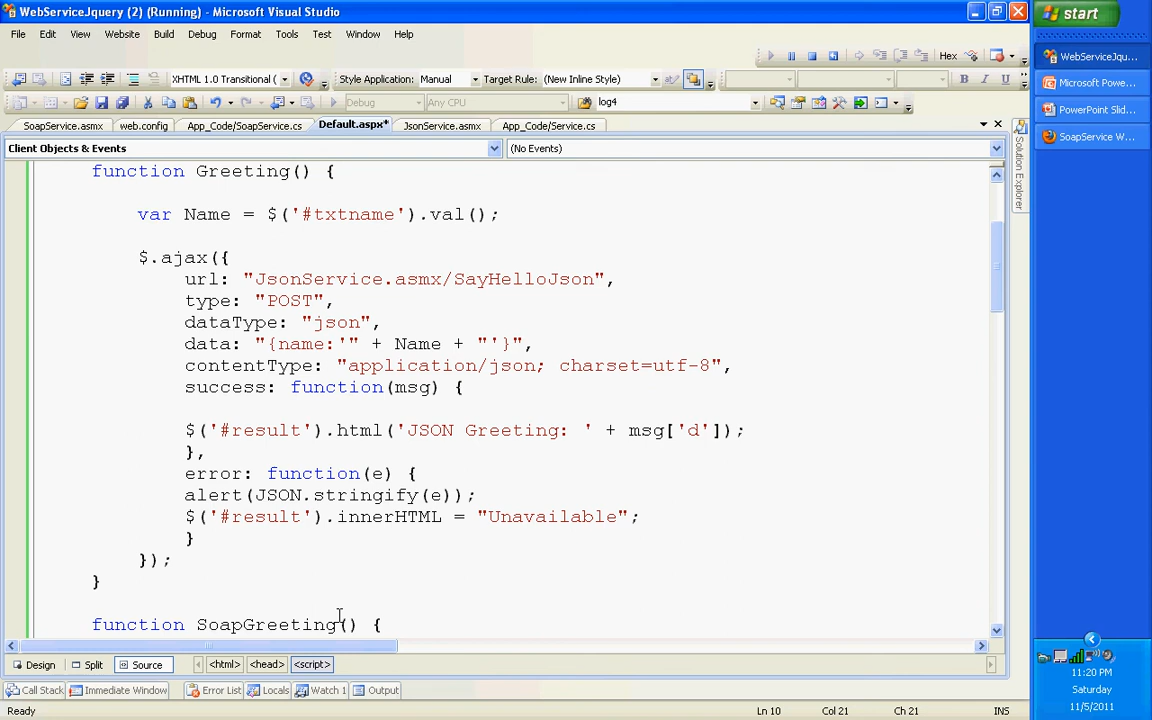 WebServiceJquery (2) (Running) - Microsoft Visual Studio
start
File Edit View Website Build Debug Format Tools Test Window Help
Hex
WebServiceJqu...
XHTML 1.0 Transitional ( Style Application: Manual Target Rule: (New Inline Style) B I U
Microsoft Powe...
Debug Any CPU log4
PowerPoint Slid...
SoapService.asmx web.config App_Code/SoapService.cs Default.aspx* JsonService.asmx App_Code/Service.cs
SoapService W...
Client Objects & Events (No Events)
Solution Explorer
function Greeting() {
var Name = $('#txtname').val();
$.ajax({
url: "JsonService.asmx/SayHelloJson",
type: "POST",
dataType: "json",
data: "{name:'" + Name + "'}",
contentType: "application/json; charset=utf-8",
success: function(msg) {
$('#result').html('JSON Greeting: ' + msg['d']);
},
error: function(e) {
alert(JSON.stringify(e));
$('#result').innerHTML = "Unavailable";
}
});
}
function SoapGreeting() {
Design Split Source <html> <head> <script>
Call Stack Immediate Window Error List Locals Watch 1 Output
Ready Ln 10 Col 21 Ch 21 INS
11:20 PM
Saturday
11/5/2011